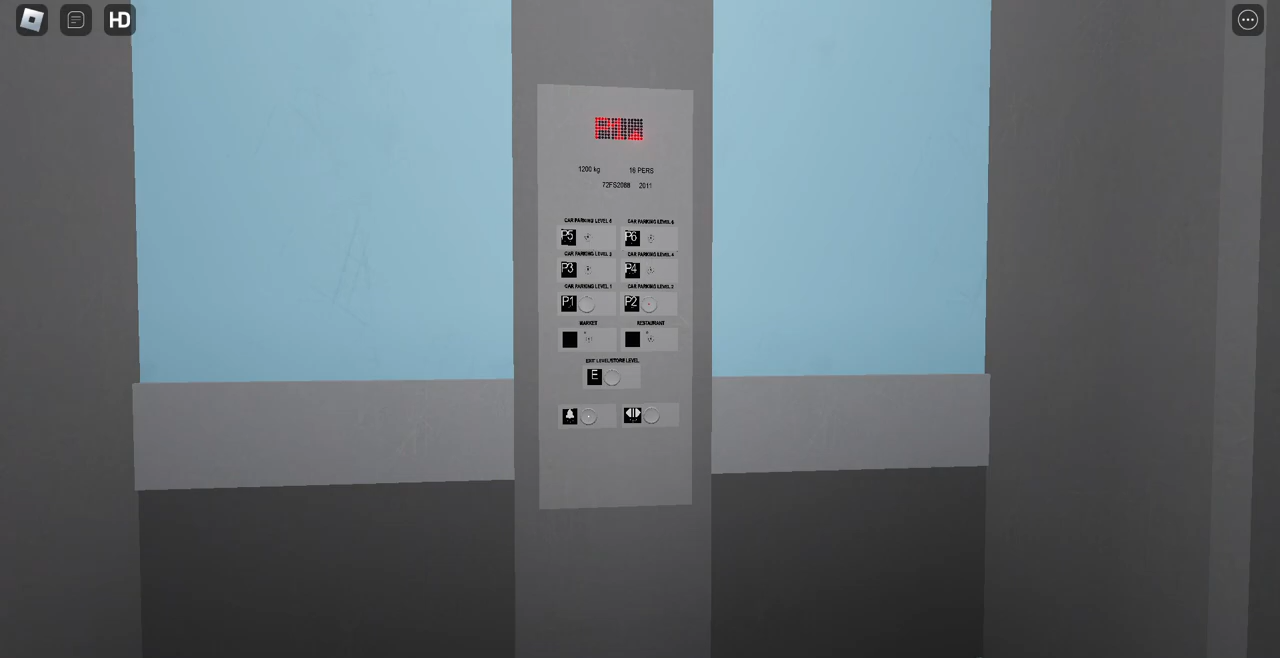 HD
P1
1200 kg 16 PERS
72FS2088 2011
CAR PARKING LEVEL 5 CAR PARKING LEVEL 6
P5 P6
CAR PARKING LEVEL 3 CAR PARKING LEVEL 4
P3 P4
CAR PARKING LEVEL 1 CAR PARKING LEVEL 2
P1 P2
MARKET RESTAURANT
EXIT LEVEL/STORE LEVEL
E